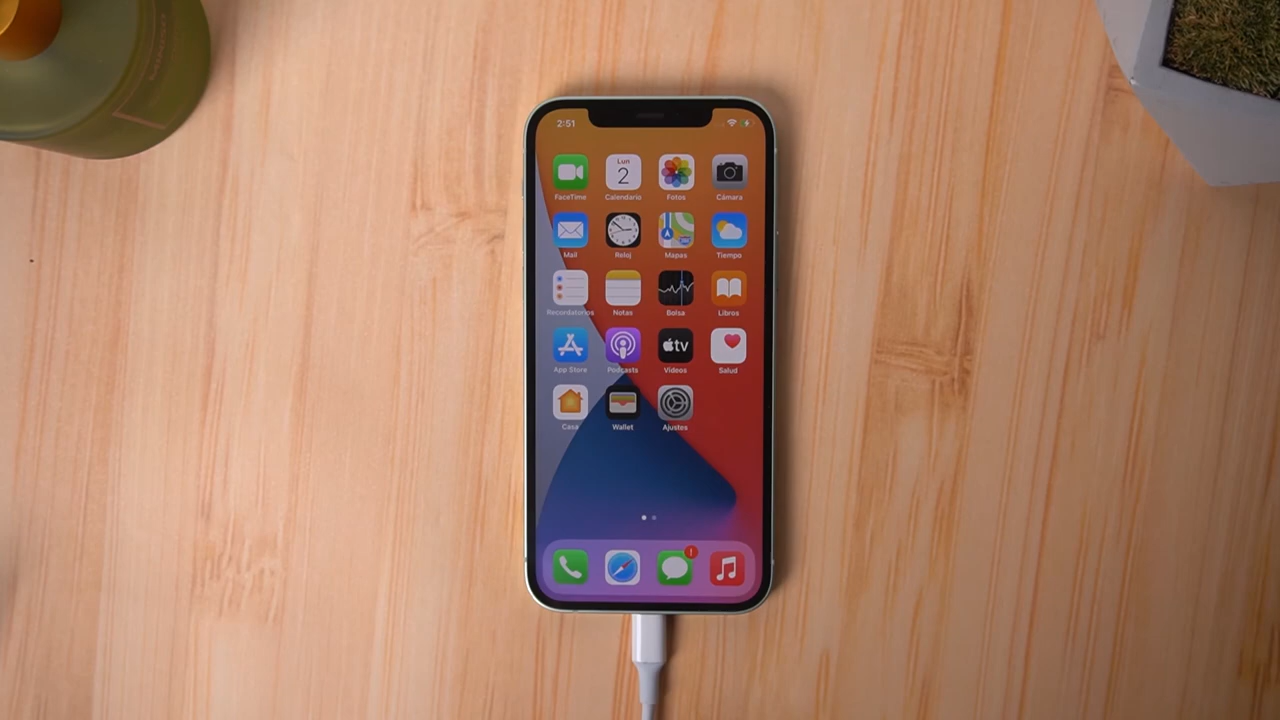 2:51
Lun
2
FaceTime Calendario Fotos Cámara
Mail Reloj Mapas Tiempo
Recordatorios Notas Bolsa Libros
tv
App Store Podcasts Videos Salud
Casa Wallet Ajustes
!